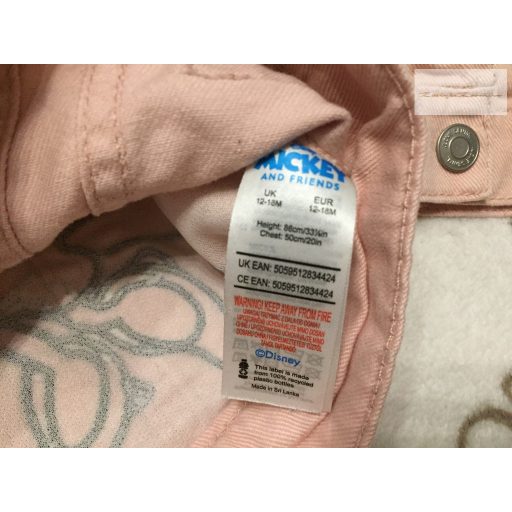 MICKEY
AND FRIENDS
UK EUR
12-18M 12-18M
Height: 86cm/33⅞in
Chest: 50cm/20in
UK EAN: 5059512834424
CE EAN: 5059512834424
WARNING! KEEP AWAY FROM FIRE
©Disney
This label is made
from 100% recycled
plastic bottles
Made in Sri Lanka